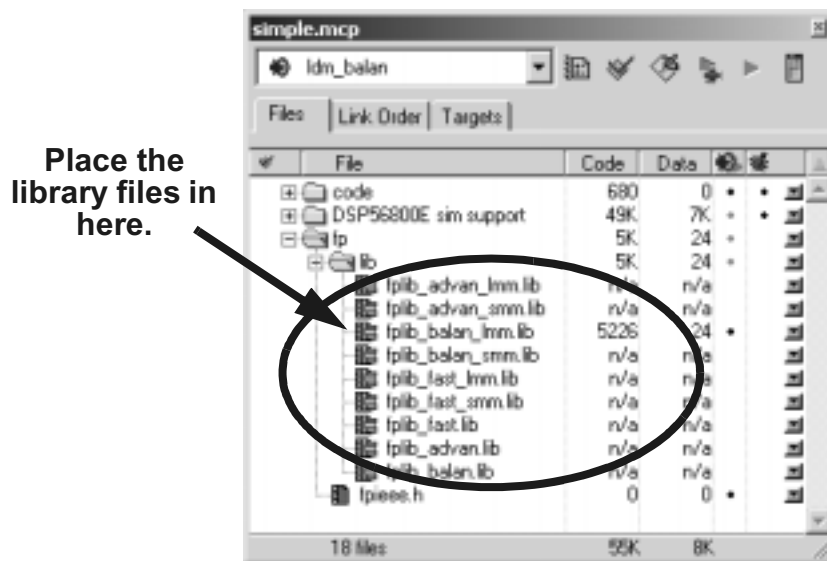 simple.mcp
ldm_balan
Files Link Order Targets
Place the
library files in
here.
File Code Data
code 680 0
DSP56800E sim support 49K 7K
fp 5K 24
lib 5K 24
fplib_advan_lmm.lib n/a n/a
fplib_advan_smm.lib n/a n/a
fplib_balan_lmm.lib 5226 24
fplib_balan_smm.lib n/a n/a
fplib_fast_lmm.lib n/a n/a
fplib_fast_smm.lib n/a n/a
fplib_fast.lib n/a n/a
fplib_advan.lib n/a n/a
fplib_balan.lib n/a n/a
fpieee.h 0 0
18 files 55K 8K